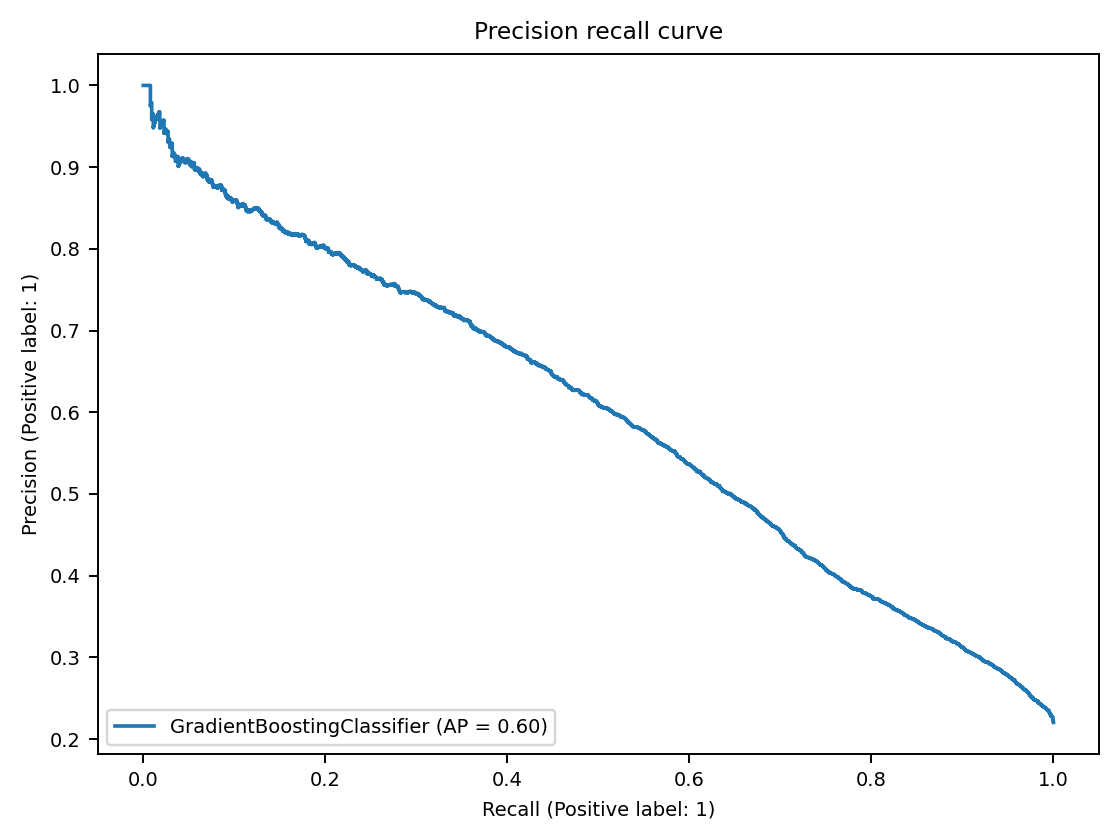 Precision recall curve
1.0
0.9
0.8
0.7
0.6
0.5
0.4
0.3
0.2
Precision (Positive label: 1)
GradientBoostingClassifier (AP = 0.60)
0.0 0.2 0.4 0.6 0.8 1.0
Recall (Positive label: 1)